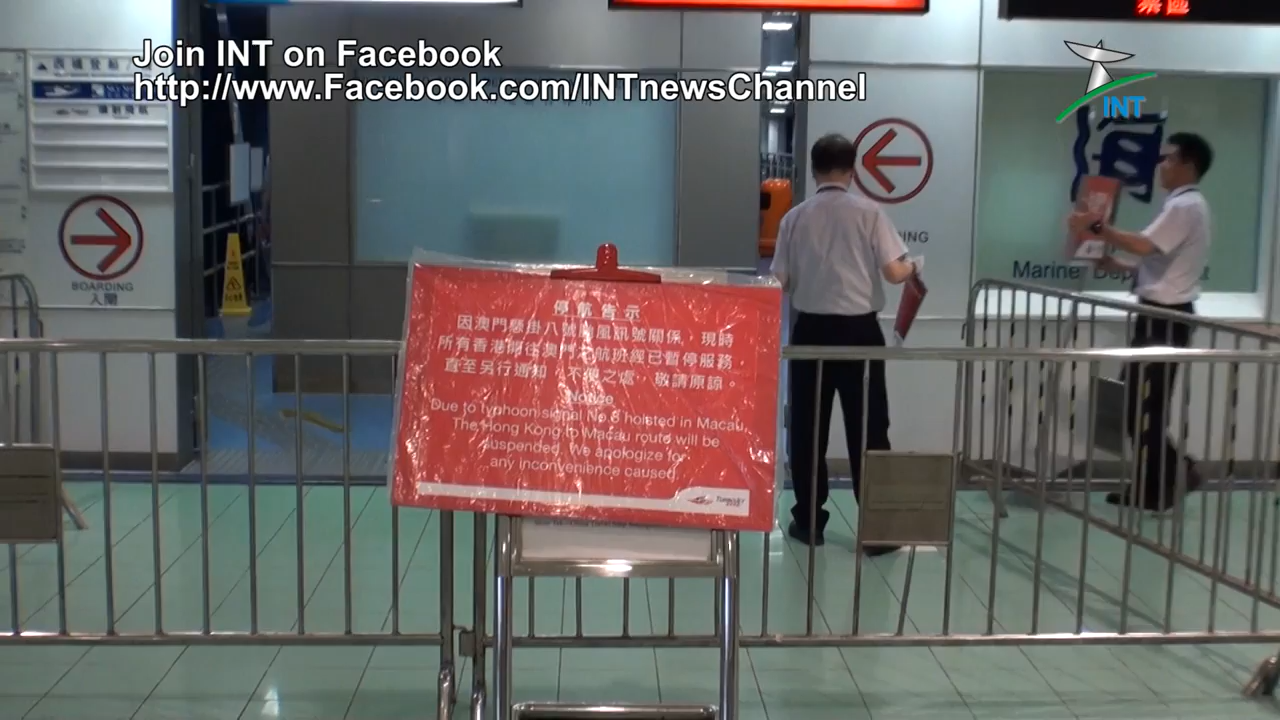 Join INT on Facebook
http://www.Facebook.com/INTnewsChannel
INT
BOARDING
入閘
Marine
停航告示
因澳門懸掛八號颱風訊號關係，現時
所有香港開往澳門之航班經已暫停服務，
直至另行通知，不便之處，敬請原諒。
Notice
Due to typhoon signal No.8 hoisted in Macau,
The Hong Kong to Macau route will be
suspended. We apologize for
any inconvenience caused.
TurboJET